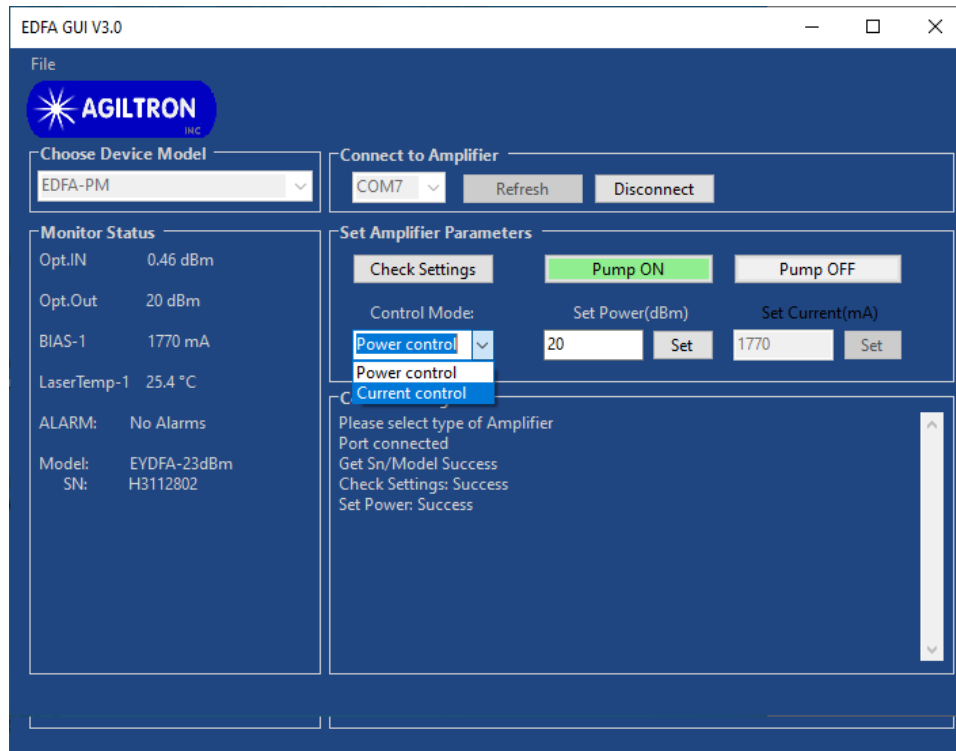 EDFA GUI V3.0
File
AGILTRON
INC
Choose Device Model
EDFA-PM
Connect to Amplifier
COM7
Refresh
Disconnect
Monitor Status
Opt.IN 0.46 dBm
Opt.Out 20 dBm
BIAS-1 1770 mA
LaserTemp-1 25.4 °C
ALARM: No Alarms
Model: EYDFA-23dBm
SN: H3112802
Set Amplifier Parameters
Check Settings
Pump ON
Pump OFF
Control Mode:
Set Power(dBm)
Set Current(mA)
Power control
20
Set
1770
Set
Power control
Current control
Please select type of Amplifier
Port connected
Get Sn/Model Success
Check Settings: Success
Set Power: Success